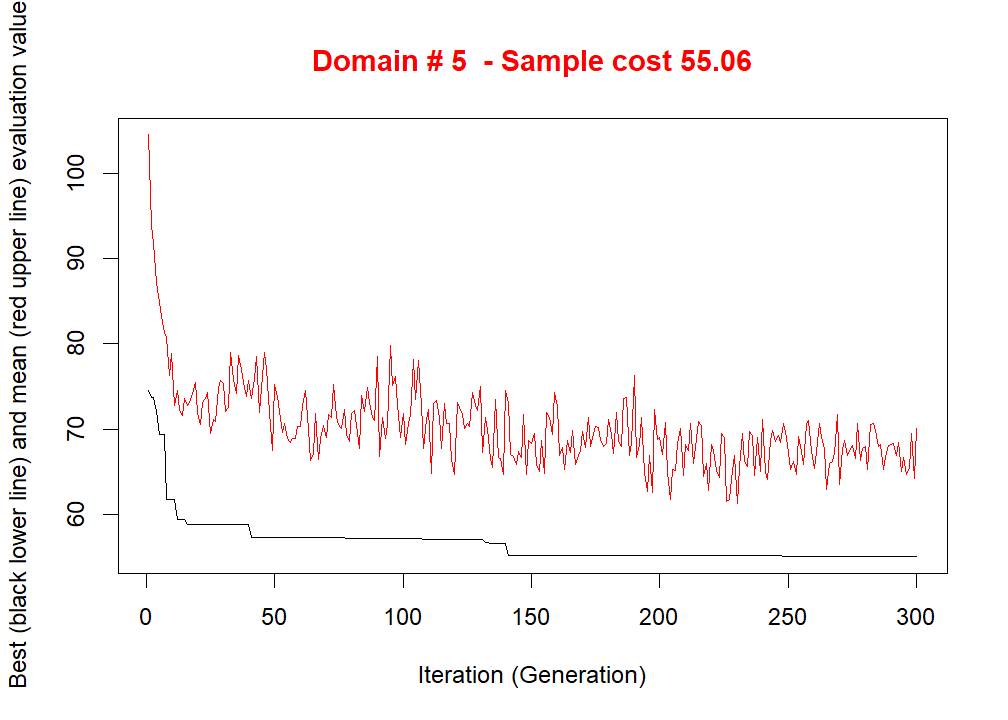 Domain # 5  - Sample cost 55.06
Best (black lower line) and mean (red upper line) evaluation value
100
90
80
70
60
0 50 100 150 200 250 300
Iteration (Generation)